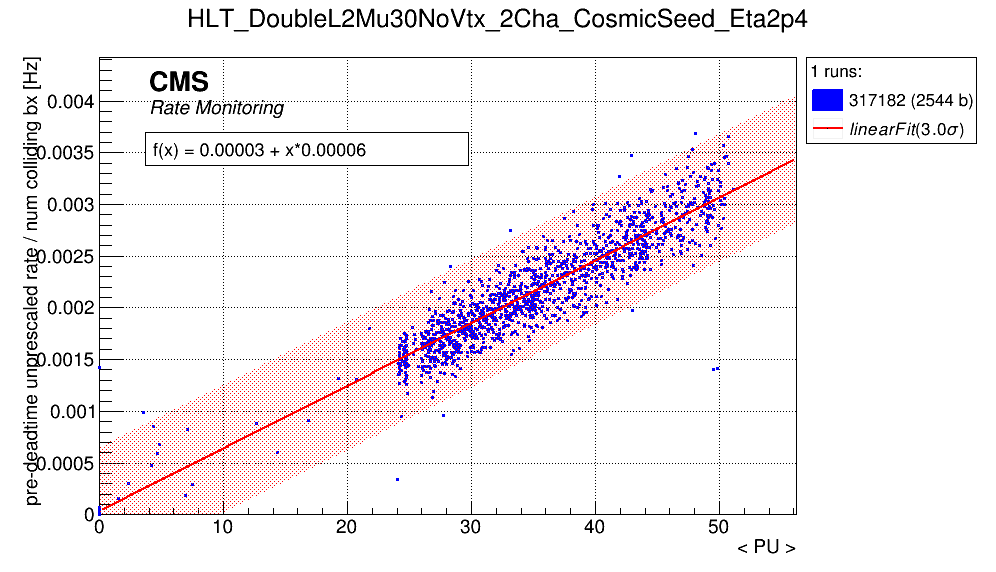 HLT_DoubleL2Mu30NoVtx_2Cha_CosmicSeed_Eta2p4
pre-deadtime unprescaled rate / num colliding bx [Hz]
CMS
Rate Monitoring
f(x) = 0.00003 + x*0.00006
1 runs:
317182 (2544 b)
linearFit(3.0σ)
0.004
0.0035
0.003
0.0025
0.002
0.0015
0.001
0.0005
0
0 10 20 30 40 50
< PU >